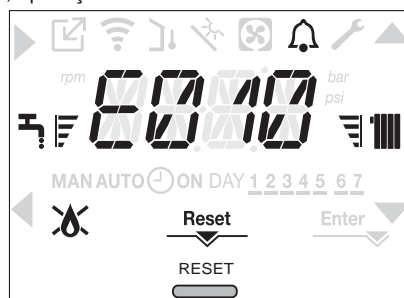 rpm
bar
psi
E010
MAN AUTO ON DAY 1 2 3 4 5 6 7
Reset
Enter
RESET